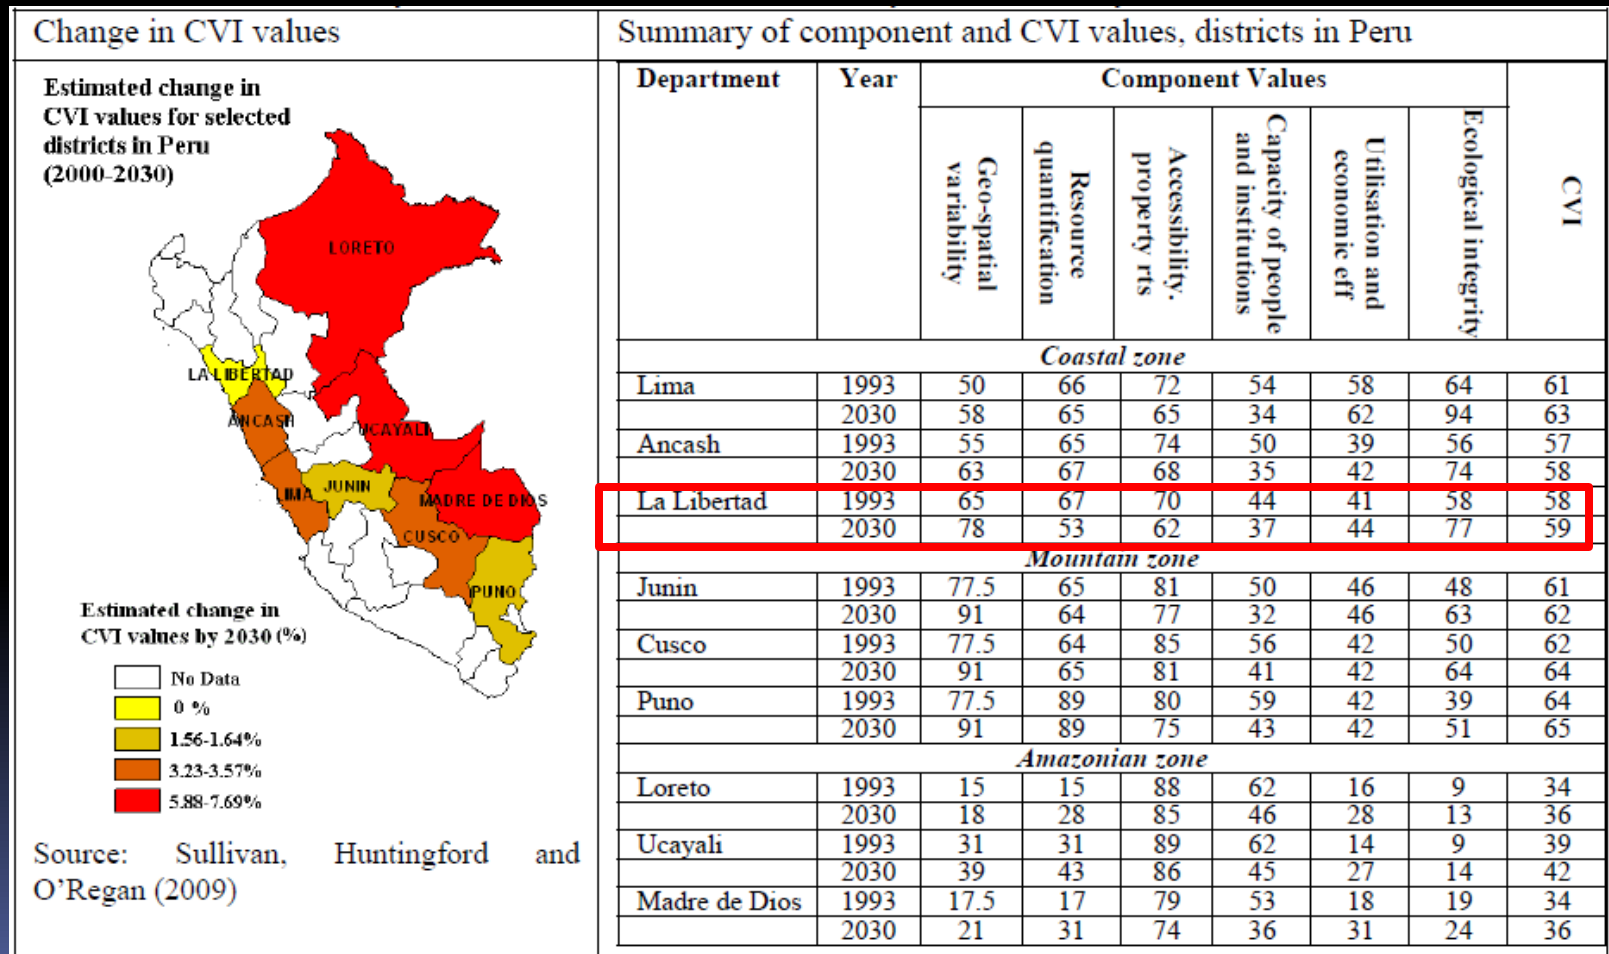 Change in CVI values
Estimated change in
CVI values for selected
districts in Peru
(2000-2030)
LORETO
LA LIBERTAD
ANCASH
UCAYALI
LIMA
JUNIN
MADRE DE DIOS
CUSCO
PUNO
Estimated change in
CVI values by 2030 (%)
No Data
0 %
1.56-1.64%
3.23-3.57%
5.88-7.69%
Source: Sullivan, Huntingford and
O'Regan (2009)
Summary of component and CVI values, districts in Peru
Department Year Component Values
Geo-spatial
variability
Resource
quantification
Accessibility.
property rts
Capacity of people
and institutions
Utilisation and
economic eff
Ecological integrity
CVI
Coastal zone
Lima 1993 50 66 72 54 58 64 61
2030 58 65 65 34 62 94 63
Ancash 1993 55 65 74 50 39 56 57
2030 63 67 68 35 42 74 58
La Libertad 1993 65 67 70 44 41 58 58
2030 78 53 62 37 44 77 59
Mountain zone
Junin 1993 77.5 65 81 50 46 48 61
2030 91 64 77 32 46 63 62
Cusco 1993 77.5 64 85 56 42 50 62
2030 91 65 81 41 42 64 64
Puno 1993 77.5 89 80 59 42 39 64
2030 91 89 75 43 42 51 65
Amazonian zone
Loreto 1993 15 15 88 62 16 9 34
2030 18 28 85 46 28 13 36
Ucayali 1993 31 31 89 62 14 9 39
2030 39 43 86 45 27 14 42
Madre de Dios 1993 17.5 17 79 53 18 19 34
2030 21 31 74 36 31 24 36